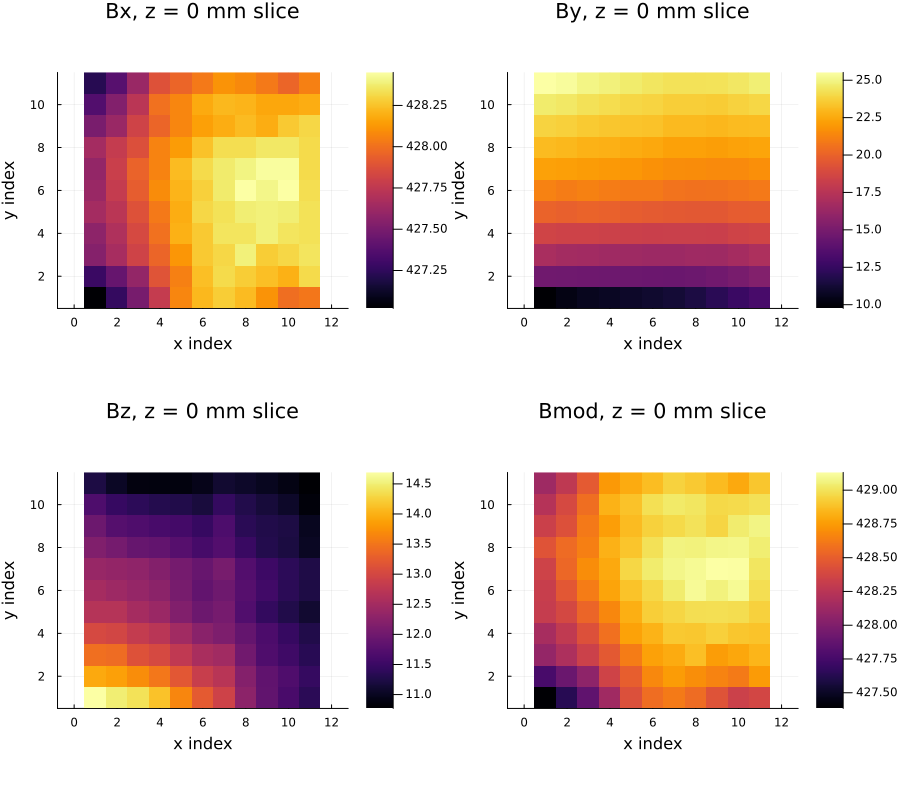 Bx, z = 0 mm slice
10
8
6
4
2
0 2 4 6 8 10 12
y index
x index
428.25
428.00
427.75
427.50
427.25
By, z = 0 mm slice
10
8
6
4
2
0 2 4 6 8 10 12
y index
x index
25.0
22.5
20.0
17.5
15.0
12.5
10.0
Bz, z = 0 mm slice
10
8
6
4
2
0 2 4 6 8 10 12
y index
x index
14.5
14.0
13.5
13.0
12.5
12.0
11.5
11.0
Bmod, z = 0 mm slice
10
8
6
4
2
0 2 4 6 8 10 12
y index
x index
429.00
428.75
428.50
428.25
428.00
427.75
427.50